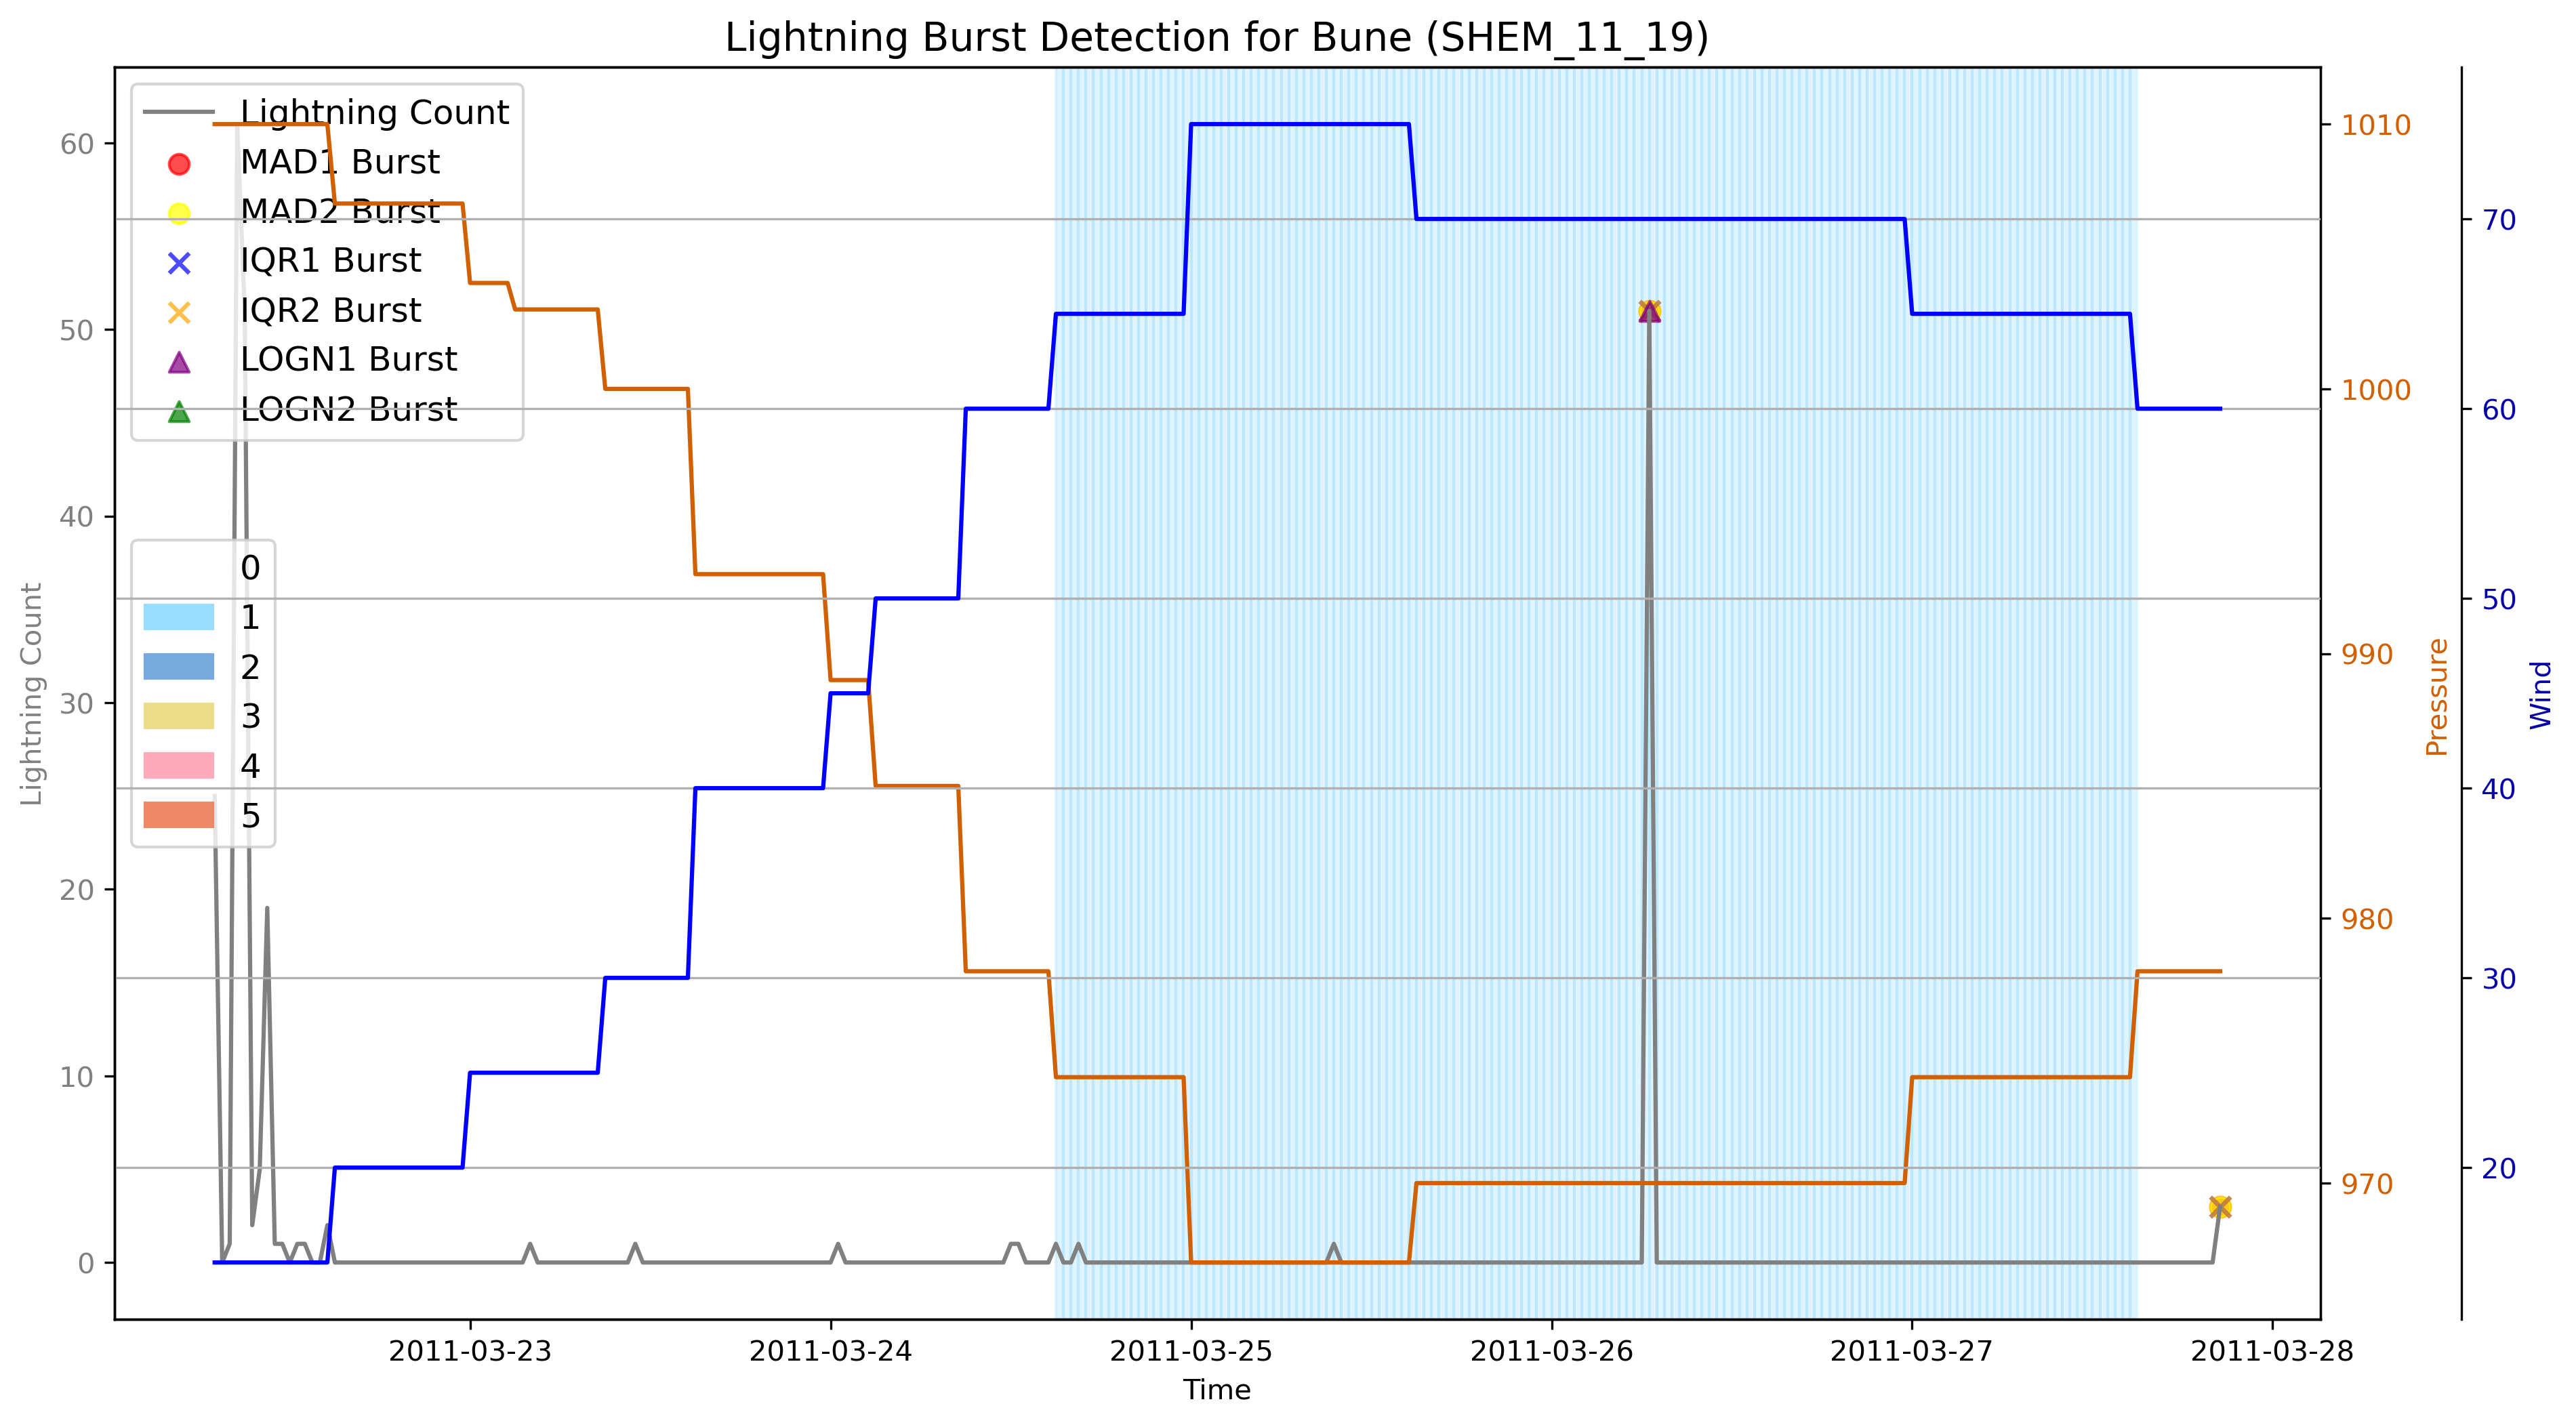 Lightning Burst Detection for Bune (SHEM_11_19)
Lightning Count
MAD1 Burst
MAD2 Burst
IQR1 Burst
IQR2 Burst
LOGN1 Burst
LOGN2 Burst
0
1
2
3
4
5
60
50
40
30
20
10
0
Lightning Count
1010
1000
990
980
970
Pressure
70
60
50
40
30
20
Wind
2011-03-23 2011-03-24 2011-03-25 2011-03-26 2011-03-27 2011-03-28
Time